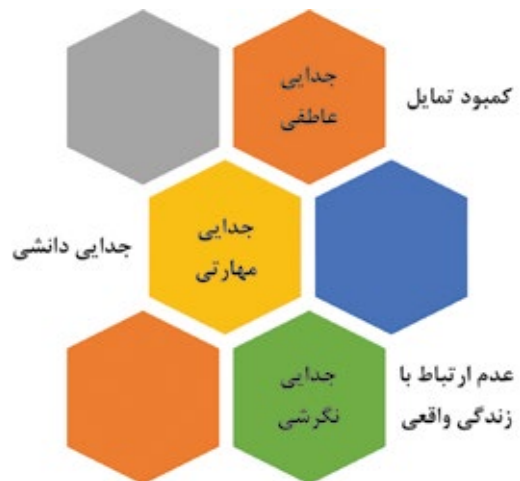 جدایی
عاطفی
کمبود تمایل
جدایی
مهارتی
جدایی دانشی
جدایی
نگرشی
عدم ارتباط با
زندگی واقعی